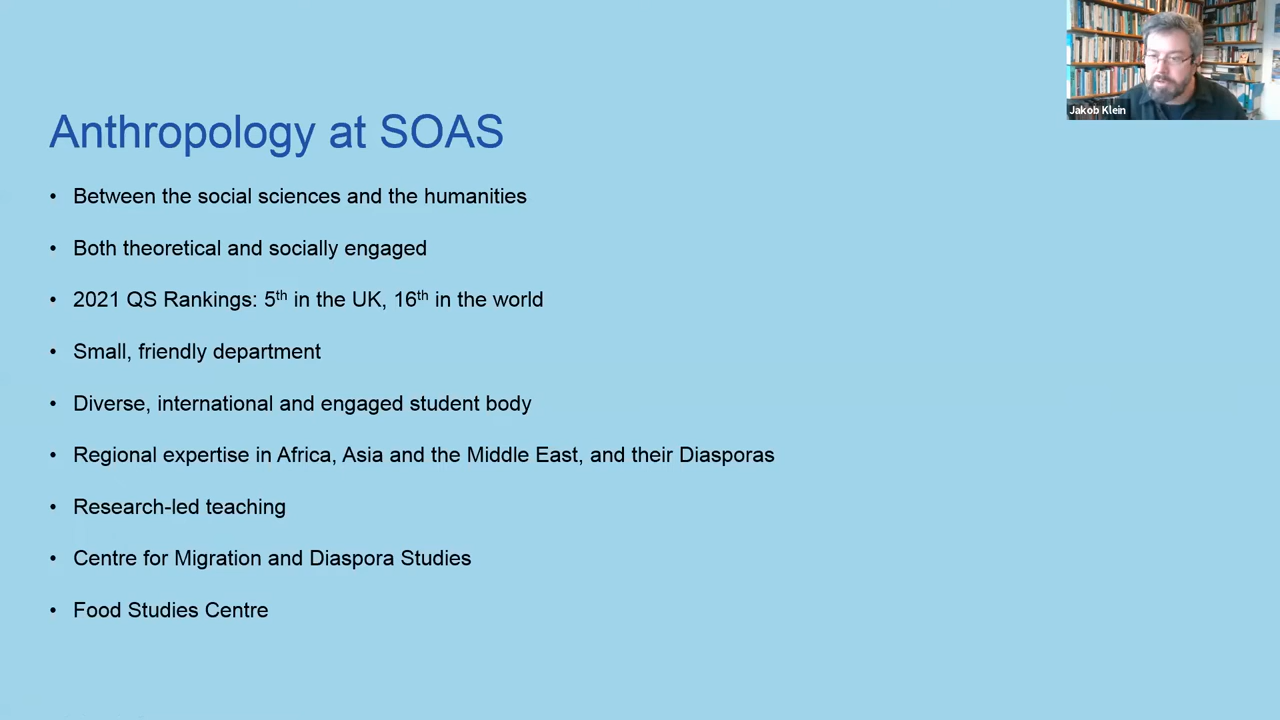 Jakob Klein
Anthropology at SOAS
• Between the social sciences and the humanities
• Both theoretical and socially engaged
• 2021 QS Rankings: 5th in the UK, 16th in the world
• Small, friendly department
• Diverse, international and engaged student body
• Regional expertise in Africa, Asia and the Middle East, and their Diasporas
• Research-led teaching
• Centre for Migration and Diaspora Studies
• Food Studies Centre